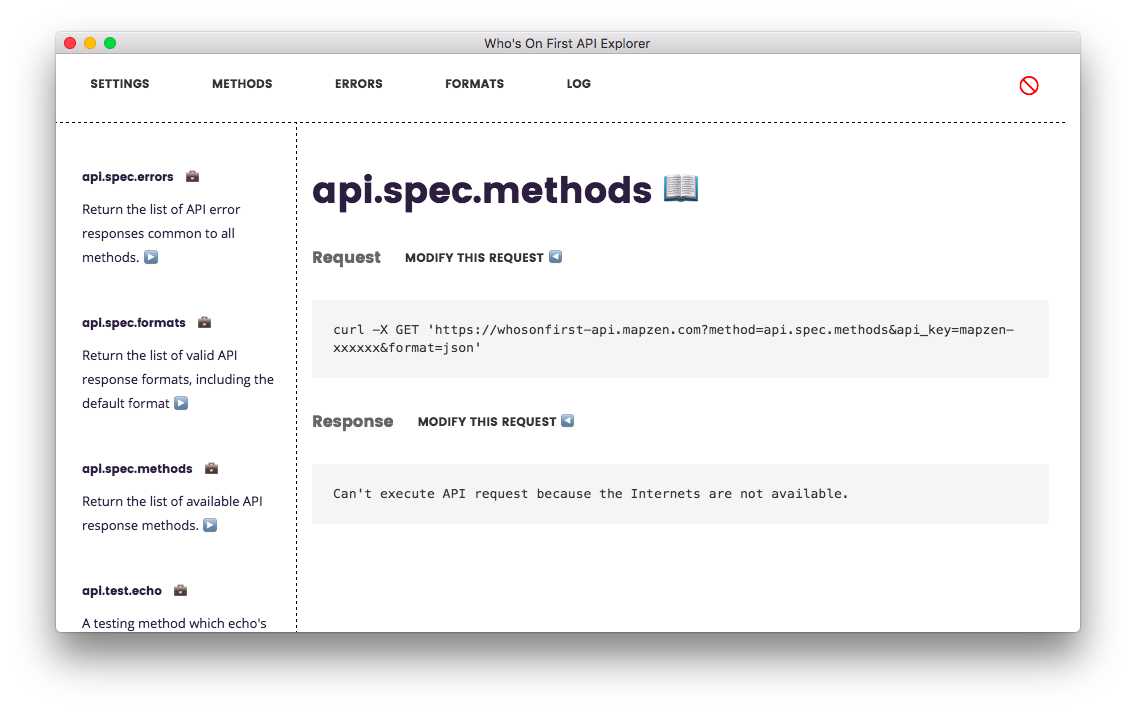 Who's On First API Explorer
SETTINGS METHODS ERRORS FORMATS LOG
api.spec.errors
Return the list of API error
responses common to all
methods.
api.spec.formats
Return the list of valid API
response formats, including the
default format
api.spec.methods
Return the list of available API
response methods.
api.test.echo
A testing method which echo's
api.spec.methods
Request MODIFY THIS REQUEST
curl -X GET 'https://whosonfirst-api.mapzen.com?method=api.spec.methods&api_key=mapzen-
xxxxxx&format=json'
Response MODIFY THIS REQUEST
Can't execute API request because the Internets are not available.